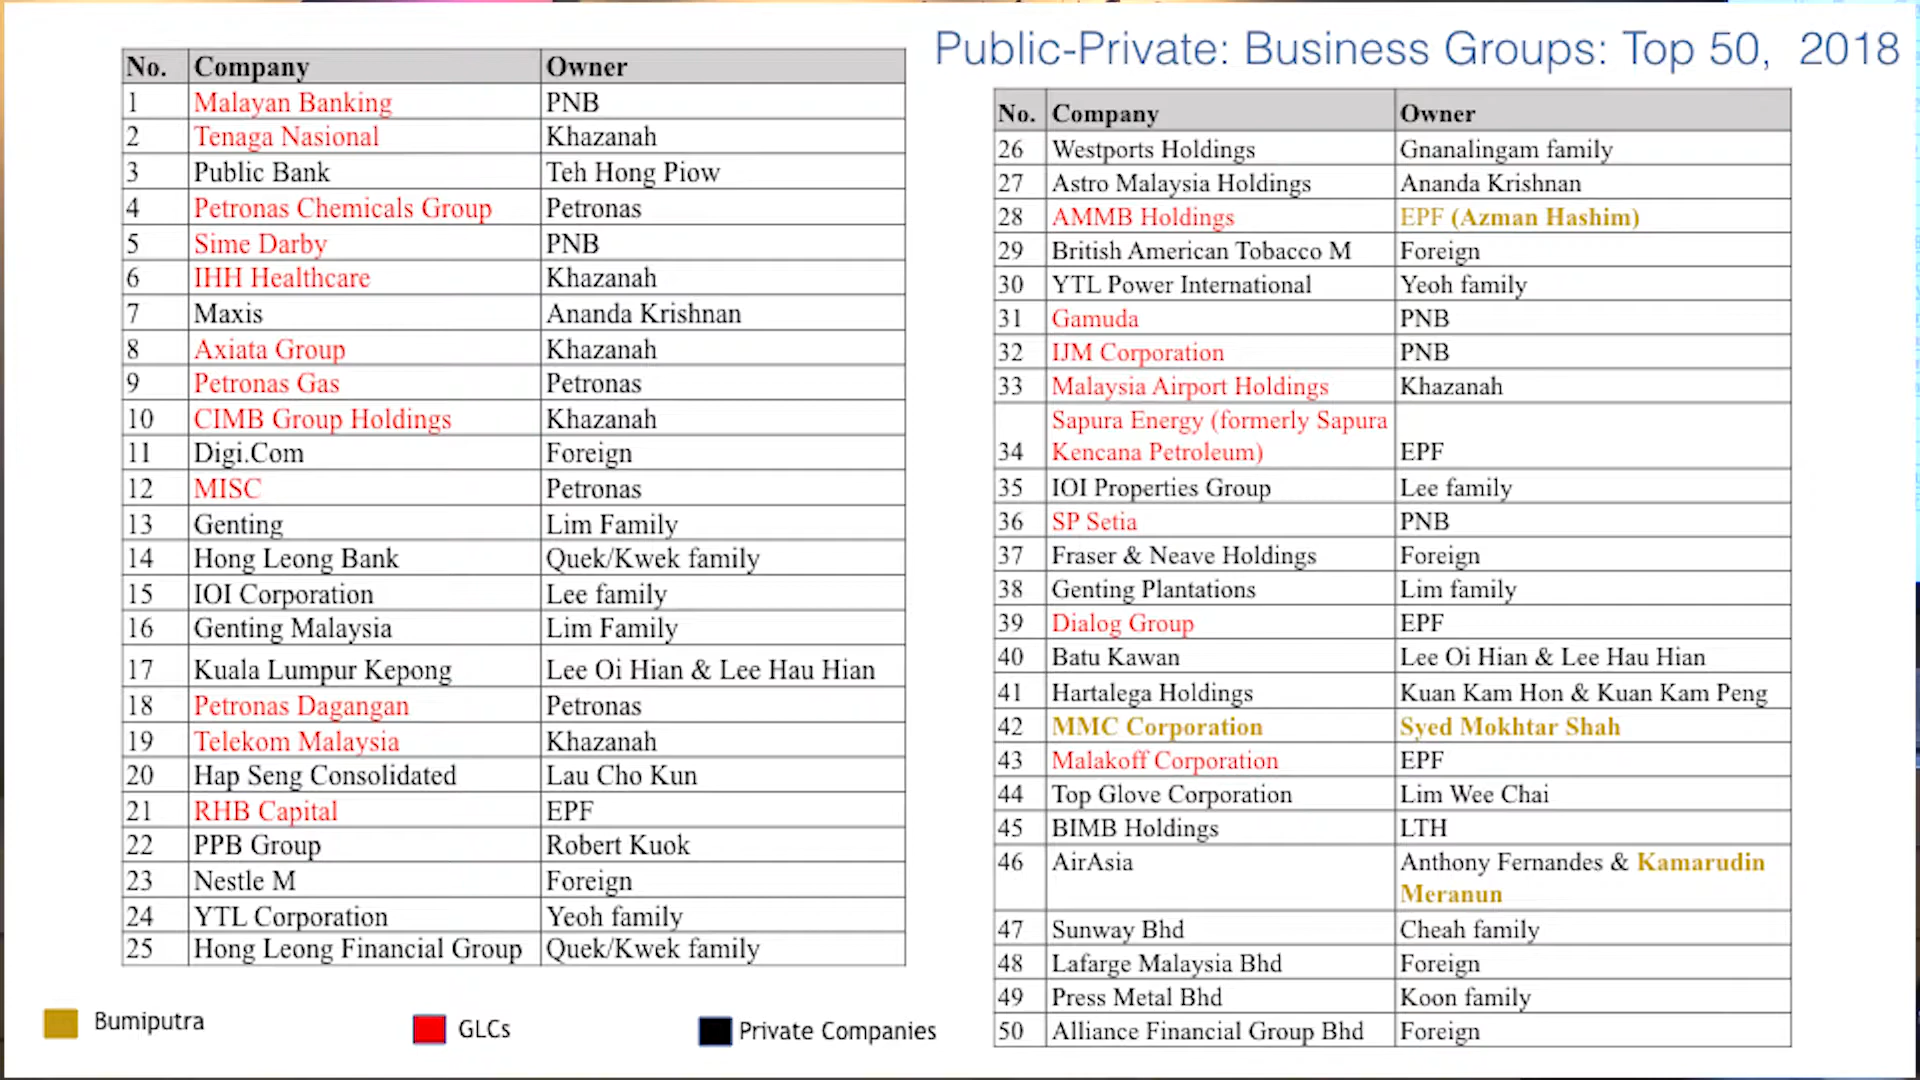 Public-Private: Business Groups: Top 50, 2018
No. Company Owner
1 Malayan Banking PNB
2 Tenaga Nasional Khazanah
3 Public Bank Teh Hong Piow
4 Petronas Chemicals Group Petronas
5 Sime Darby PNB
6 IHH Healthcare Khazanah
7 Maxis Ananda Krishnan
8 Axiata Group Khazanah
9 Petronas Gas Petronas
10 CIMB Group Holdings Khazanah
11 Digi.Com Foreign
12 MISC Petronas
13 Genting Lim Family
14 Hong Leong Bank Quek/Kwek family
15 IOI Corporation Lee family
16 Genting Malaysia Lim Family
17 Kuala Lumpur Kepong Lee Oi Hian & Lee Hau Hian
18 Petronas Dagangan Petronas
19 Telekom Malaysia Khazanah
20 Hap Seng Consolidated Lau Cho Kun
21 RHB Capital EPF
22 PPB Group Robert Kuok
23 Nestle M Foreign
24 YTL Corporation Yeoh family
25 Hong Leong Financial Group Quek/Kwek family
No. Company Owner
26 Westports Holdings Gnanalingam family
27 Astro Malaysia Holdings Ananda Krishnan
28 AMMB Holdings EPF (Azman Hashim)
29 British American Tobacco M Foreign
30 YTL Power International Yeoh family
31 Gamuda PNB
32 IJM Corporation PNB
33 Malaysia Airport Holdings Khazanah
Sapura Energy (formerly Sapura
34 Kencana Petroleum) EPF
35 IOI Properties Group Lee family
36 SP Setia PNB
37 Fraser & Neave Holdings Foreign
38 Genting Plantations Lim family
39 Dialog Group EPF
40 Batu Kawan Lee Oi Hian & Lee Hau Hian
41 Hartalega Holdings Kuan Kam Hon & Kuan Kam Peng
42 MMC Corporation Syed Mokhtar Shah
43 Malakoff Corporation EPF
44 Top Glove Corporation Lim Wee Chai
45 BIMB Holdings LTH
46 AirAsia Anthony Fernandes & Kamarudin
Meranun
47 Sunway Bhd Cheah family
48 Lafarge Malaysia Bhd Foreign
49 Press Metal Bhd Koon family
50 Alliance Financial Group Bhd Foreign
Bumiputra
GLCs
Private Companies